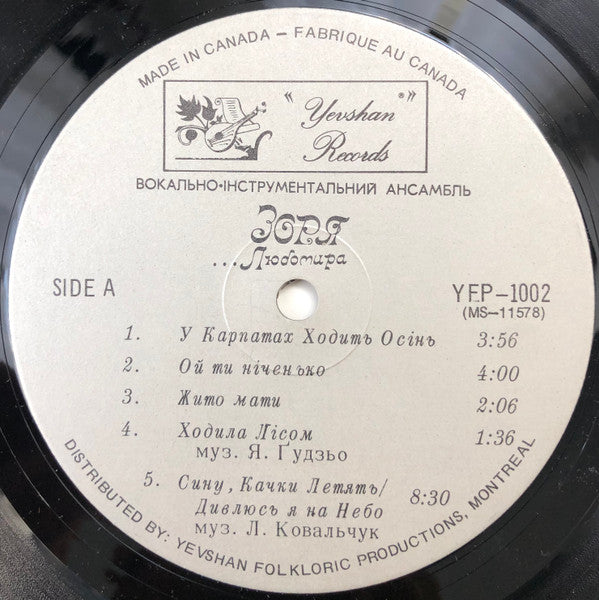 MADE IN CANADA – FABRIQUE AU CANADA
"Yevshan®"
Records
ВОКАЛЬНО·ІНСТРУМЕНТАЛЬНИЙ АНСАМБЛЬ
ЗОРЯ
...Любомира
SIDE A
YFP-1002
(MS-11578)
1. У Карпатах Ходить Осінь 3:56
2. Ой ти ніченько 4:00
3. Жито мати 2:06
4. Ходила Лісом 1:36
муз. Я. Ґудзьо
5. Сину, Качки Летять/
Дивлюсь я на Небо 8:30
муз. Л. Ковальчук
DISTRIBUTED BY: YEVSHAN FOLKLORIC PRODUCTIONS, MONTREAL